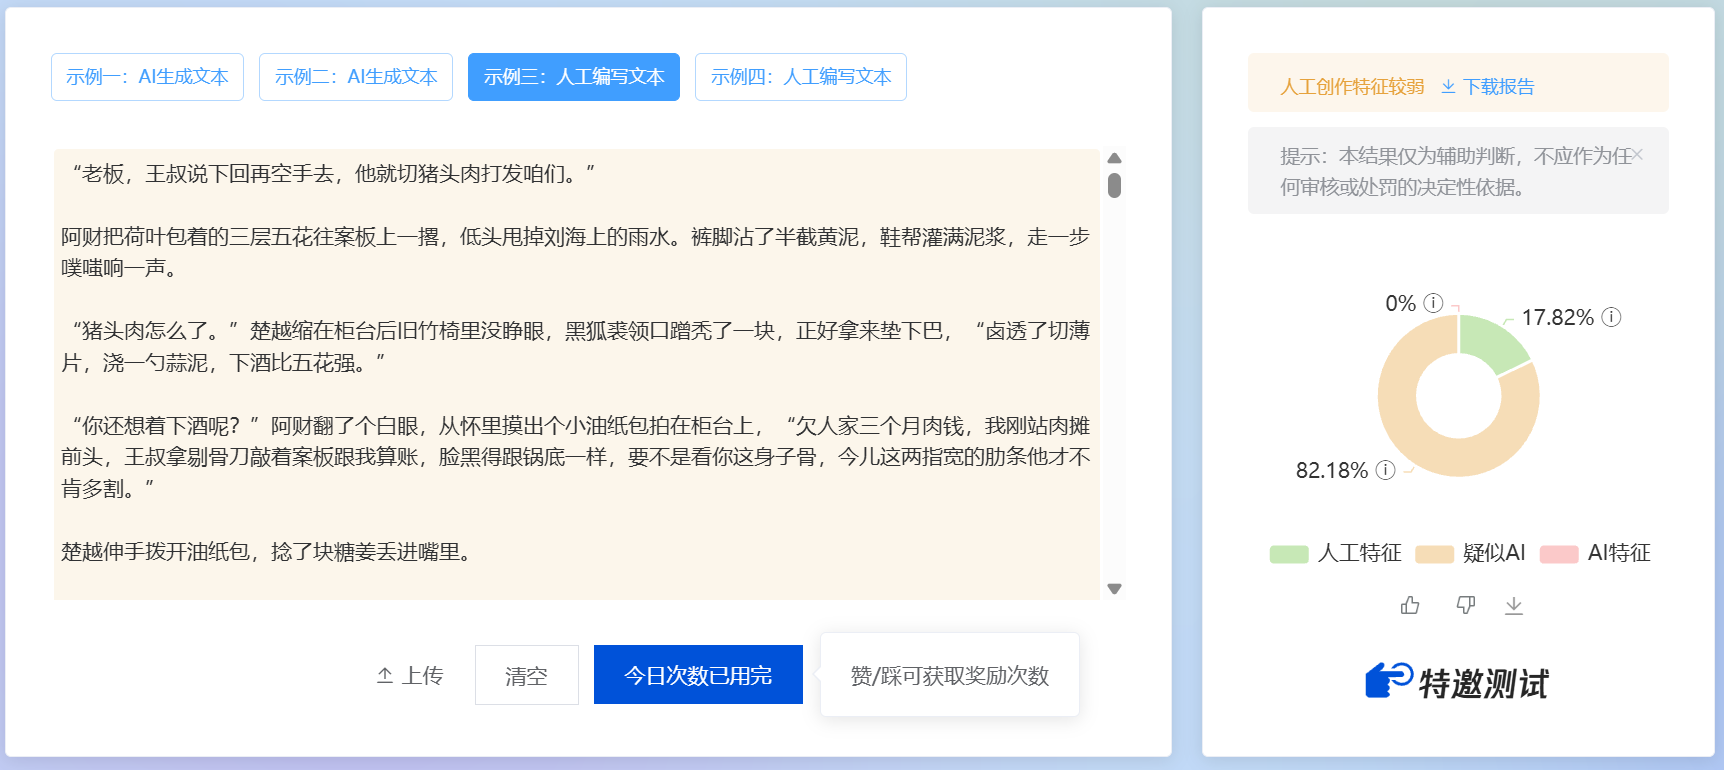 示例一：AI生成文本
示例二：AI生成文本
示例三：人工编写文本
示例四：人工编写文本
“老板，王叔说下回再空手去，他就切猪头肉打发咱们。”
阿财把荷叶包着的三层五花往案板上一撂，低头甩掉刘海上的雨水。裤脚沾了半截黄泥，鞋帮灌满泥浆，走一步
噗嗤响一声。
“猪头肉怎么了。”楚越缩在柜台后旧竹椅里没睁眼，黑狐裘领口蹭秃了一块，正好拿来垫下巴，“卤透了切薄
片，浇一勺蒜泥，下酒比五花强。”
“你还想着下酒呢？”阿财翻了个白眼，从怀里摸出个小油纸包拍在柜台上，“欠人家三个月肉钱，我刚站肉摊
前头，王叔拿剔骨刀敲着案板跟我算账，脸黑得跟锅底一样，要不是看你这身子骨，今儿这两指宽的肋条他才不
肯多割。”
楚越伸手拨开油纸包，捻了块糖姜丢进嘴里。
上传
清空
今日次数已用完
赞/踩可获取奖励次数
人工创作特征较弱 下载报告
提示：本结果仅为辅助判断，不应作为任
何审核或处罚的决定性依据。
0%
17.82%
82.18%
人工特征 疑似AI AI特征
特邀测试